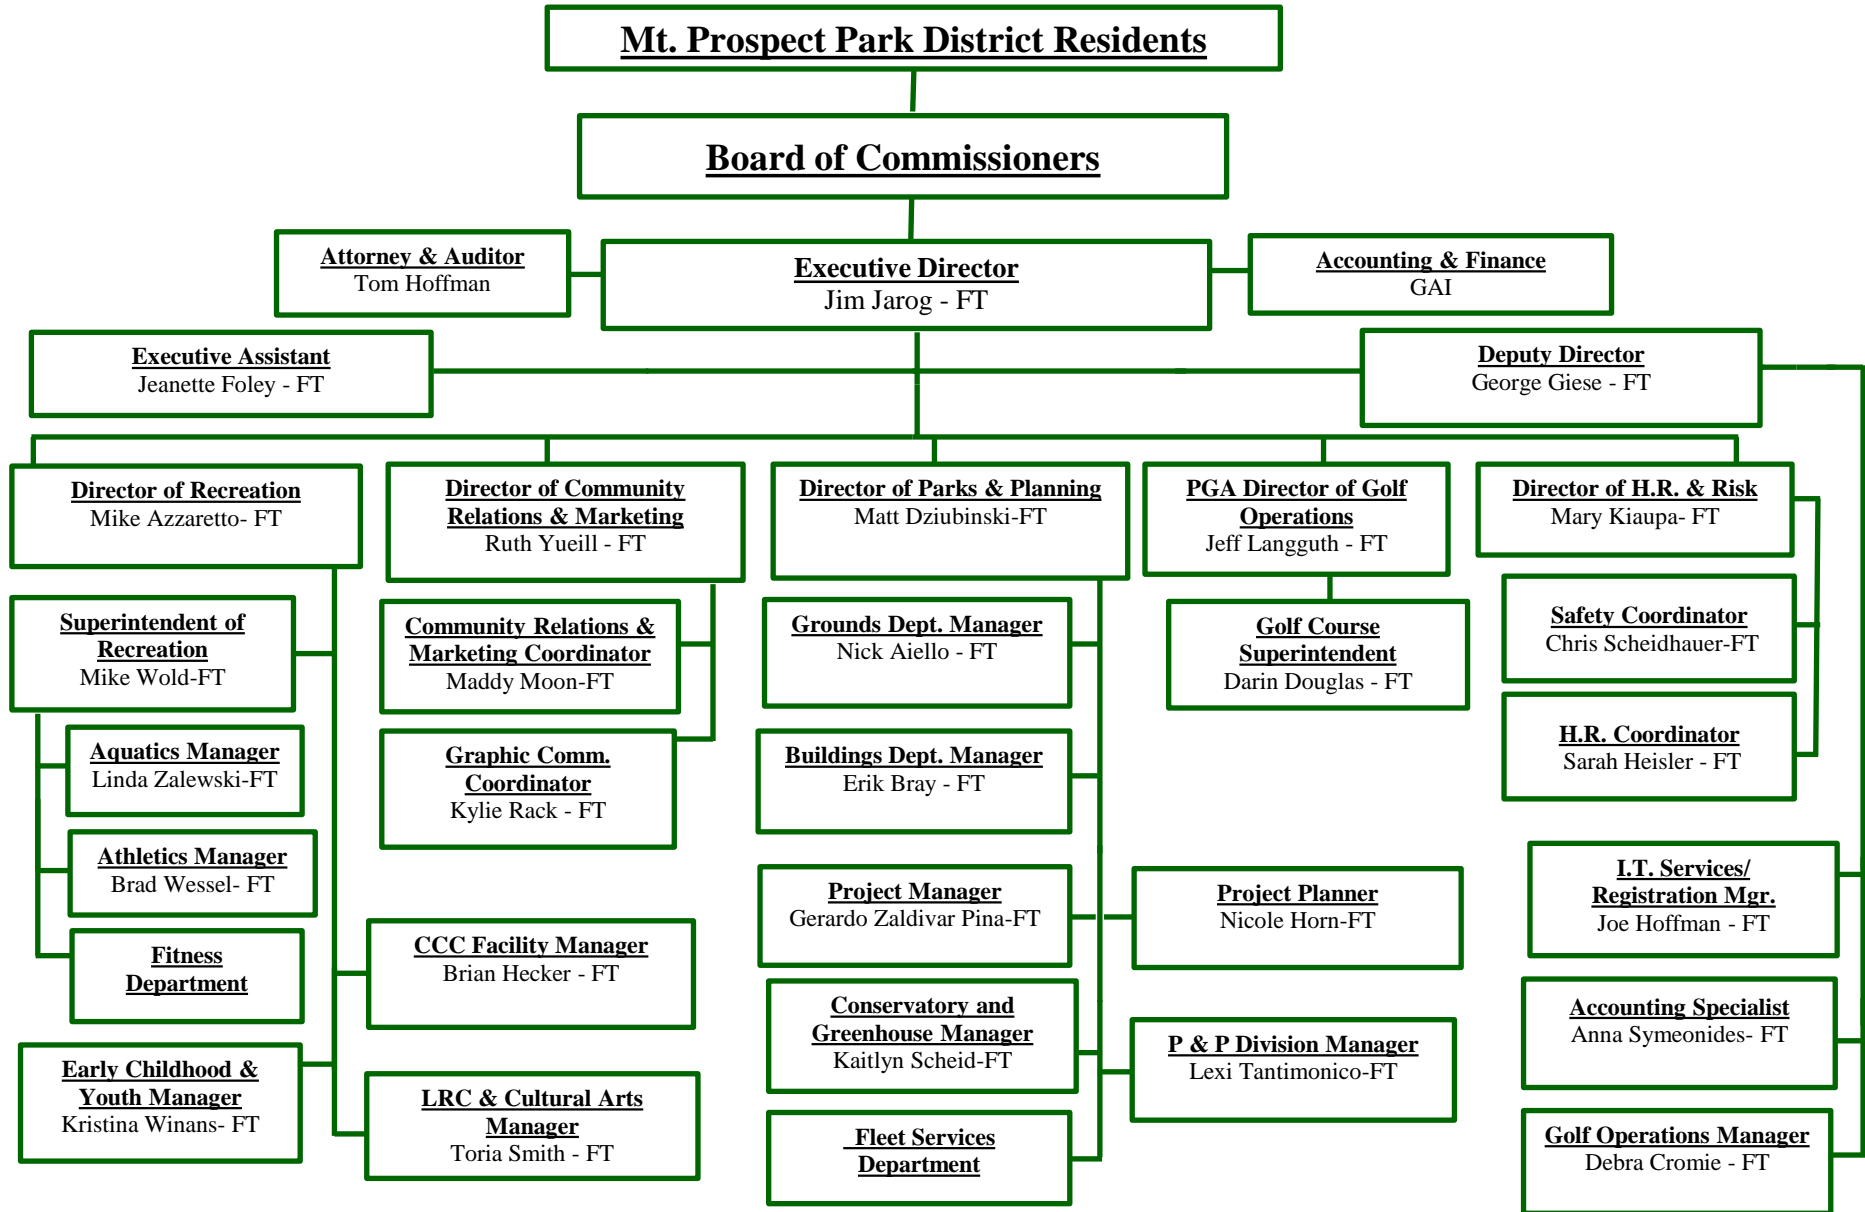 Mt. Prospect Park District Residents
Board of Commissioners
Attorney & Auditor
Tom Hoffman
Executive Director
Jim Jarog - FT
Accounting & Finance
GAI
Executive Assistant
Jeanette Foley - FT
Deputy Director
George Giese - FT
Director of Recreation
Mike Azzaretto- FT
Director of Community
Relations & Marketing
Ruth Yueill - FT
Director of Parks & Planning
Matt Dziubinski-FT
PGA Director of Golf
Operations
Jeff Langguth - FT
Director of H.R. & Risk
Mary Kiaupa- FT
Superintendent of
Recreation
Mike Wold-FT
Community Relations &
Marketing Coordinator
Maddy Moon-FT
Grounds Dept. Manager
Nick Aiello - FT
Golf Course
Superintendent
Darin Douglas - FT
Safety Coordinator
Chris Scheidhauer-FT
Aquatics Manager
Linda Zalewski-FT
Graphic Comm.
Coordinator
Kylie Rack - FT
Buildings Dept. Manager
Erik Bray - FT
H.R. Coordinator
Sarah Heisler - FT
Athletics Manager
Brad Wessel- FT
Project Manager
Gerardo Zaldivar Pina-FT
Project Planner
Nicole Horn-FT
I.T. Services/
Registration Mgr.
Joe Hoffman - FT
Fitness
Department
CCC Facility Manager
Brian Hecker - FT
Conservatory and
Greenhouse Manager
Kaitlyn Scheid-FT
P & P Division Manager
Lexi Tantimonico-FT
Accounting Specialist
Anna Symeonides- FT
Early Childhood &
Youth Manager
Kristina Winans- FT
LRC & Cultural Arts
Manager
Toria Smith - FT
Fleet Services
Department
Golf Operations Manager
Debra Cromie - FT